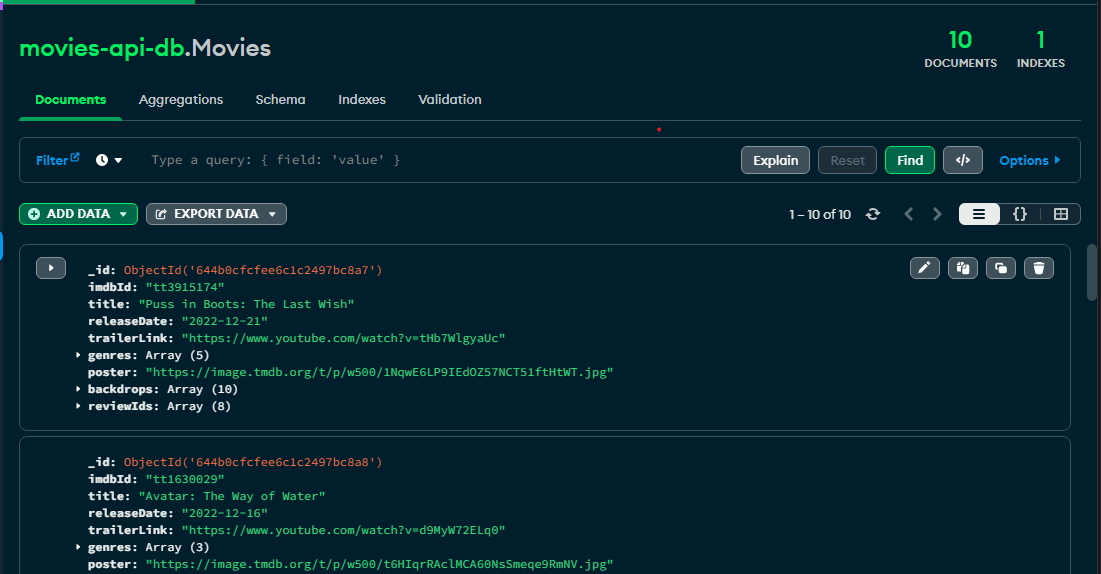 movies-api-db.Movies
10 DOCUMENTS
1 INDEXES
Documents Aggregations Schema Indexes Validation
Filter Type a query: { field: 'value' } Explain Reset Find </> Options
ADD DATA EXPORT DATA 1 – 10 of 10 {}
_id: ObjectId('644b0cfcfee6c1c2497bc8a7')
imdbId: "tt3915174"
title: "Puss in Boots: The Last Wish"
releaseDate: "2022-12-21"
trailerLink: "https://www.youtube.com/watch?v=tHb7WlgyaUc"
genres: Array (5)
poster: "https://image.tmdb.org/t/p/w500/1NqwE6LP9IEdOZ57NCT51ftHtWT.jpg"
backdrops: Array (10)
reviewIds: Array (8)
_id: ObjectId('644b0cfcfee6c1c2497bc8a8')
imdbId: "tt1630029"
title: "Avatar: The Way of Water"
releaseDate: "2022-12-16"
trailerLink: "https://www.youtube.com/watch?v=d9MyW72ELq0"
genres: Array (3)
poster: "https://image.tmdb.org/t/p/w500/t6HIqrRAclMCA60NsSmeqe9RmNV.jpg"